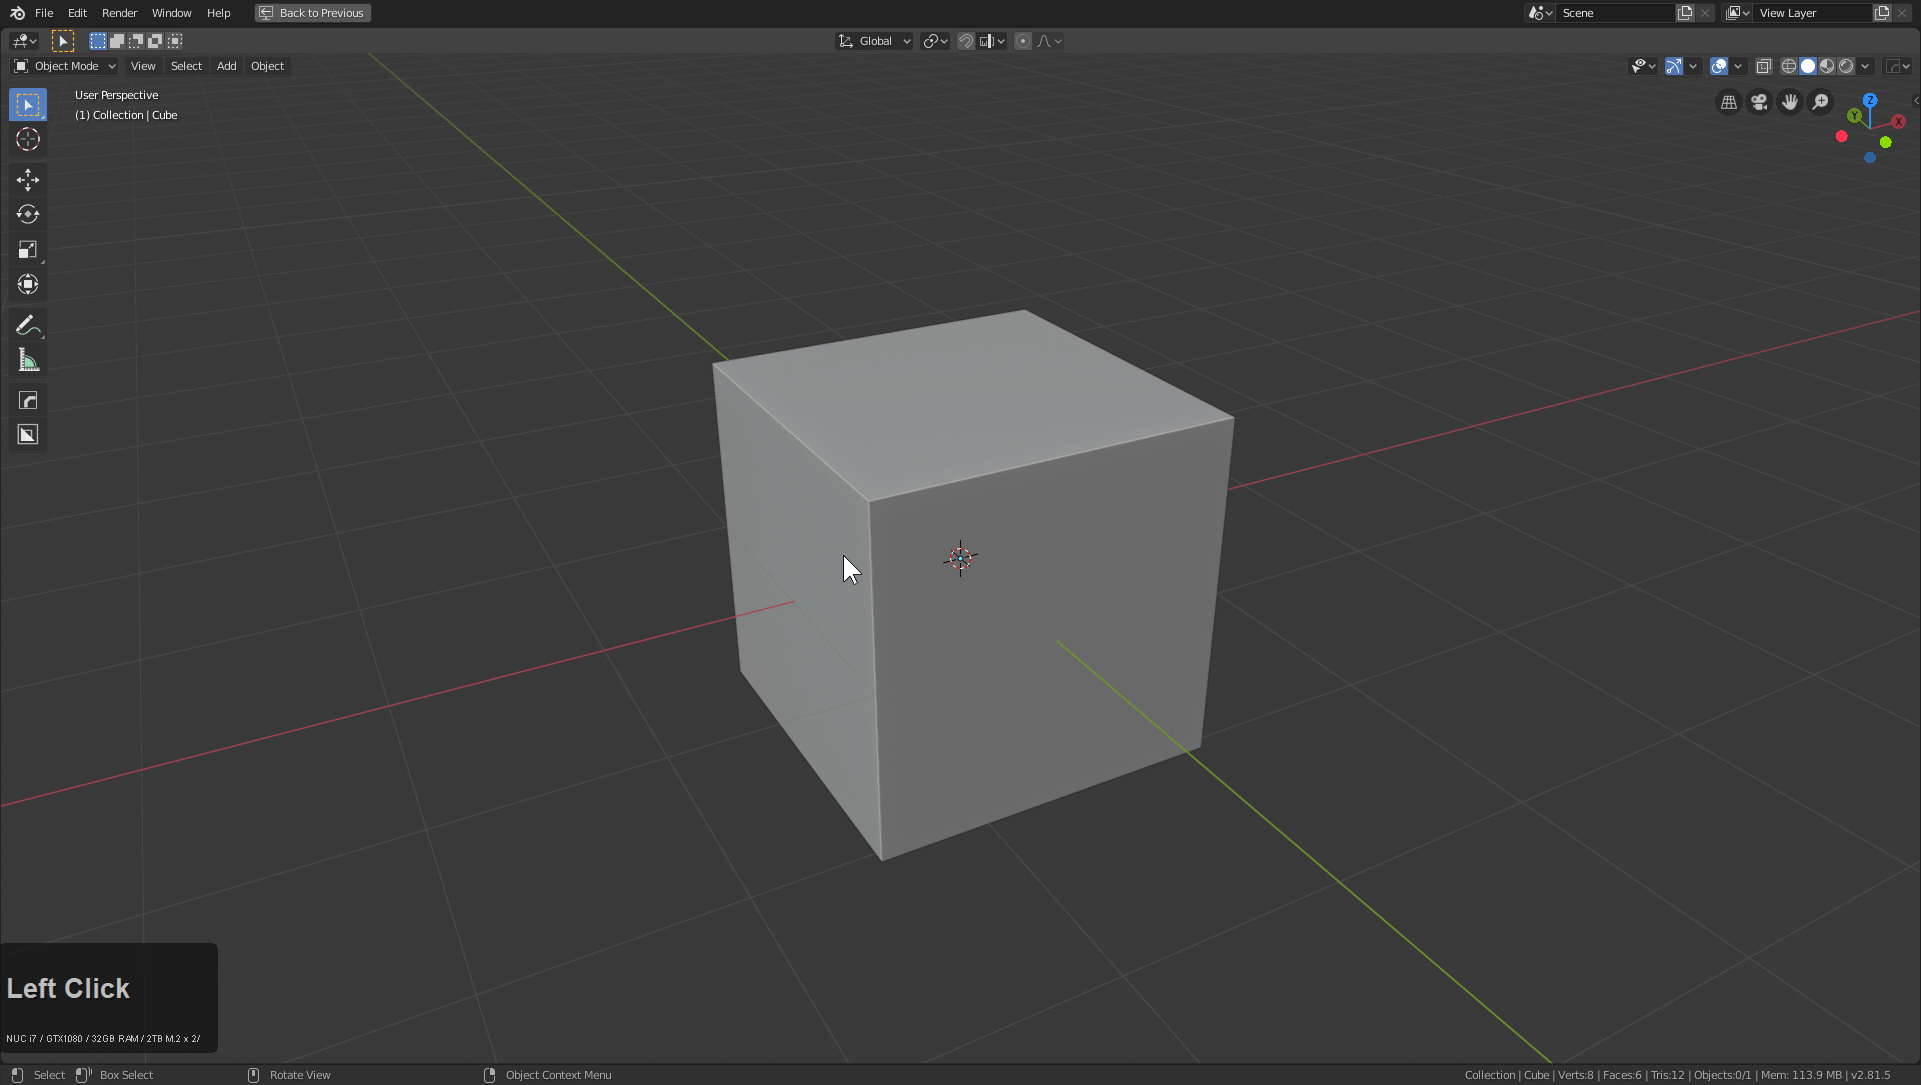 File Edit Render Window Help Back to Previous Scene View Layer
Global
Object Mode View Select Add Object
User Perspective
(1) Collection | Cube
Z
Y
X
Left Click
NUC i7 / GTX1080 / 32GB RAM / 2TB M.2 x 2/
Select Box Select Rotate View Object Context Menu Collection | Cube | Verts:8 | Faces:6 | Tris:12 | Objects:0/1 | Mem: 113.9 MB | v2.81.5